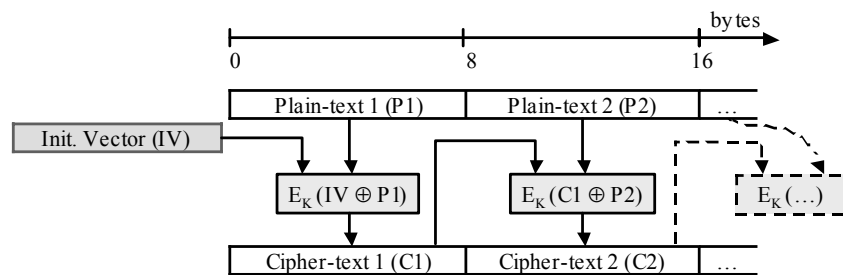 bytes
0 8 16
Plain-text 1 (P1) Plain-text 2 (P2) ...
Init. Vector (IV)
E_K (IV ⊕ P1) E_K (C1 ⊕ P2) E_K (...)
Cipher-text 1 (C1) Cipher-text 2 (C2) ...